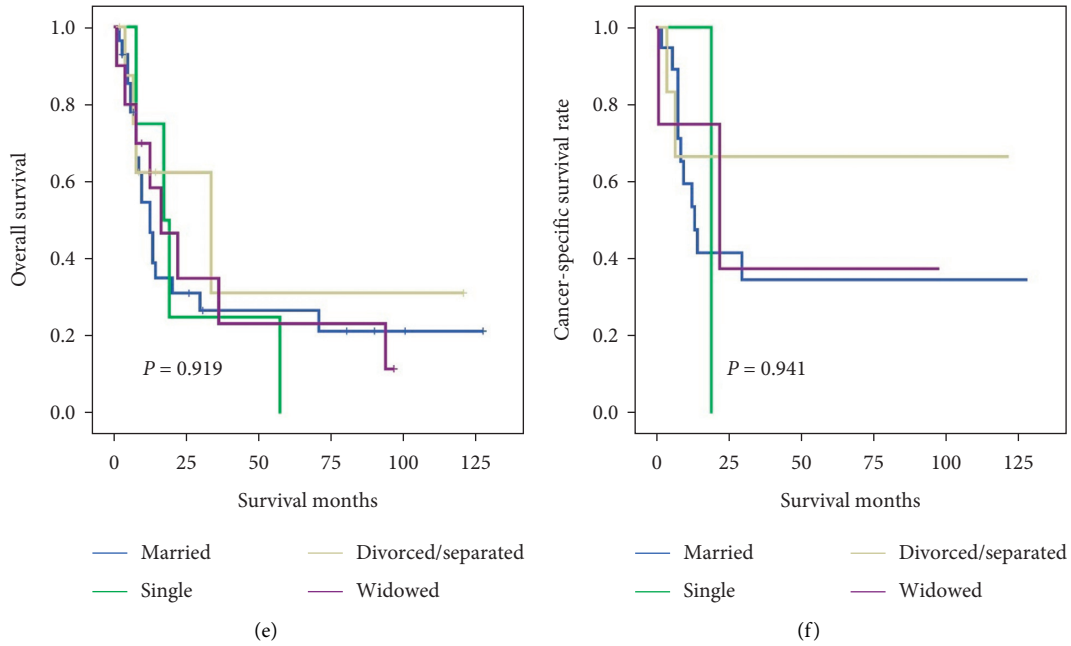 1.0
0.8
0.6
0.4
0.2
0.0
Overall survival
P = 0.919
0 25 50 75 100 125
Survival months
Married
Divorced/separated
Single
Widowed
(e)
1.0
0.8
0.6
0.4
0.2
0.0
Cancer-specific survival rate
P = 0.941
0 25 50 75 100 125
Survival months
Married
Divorced/separated
Single
Widowed
(f)